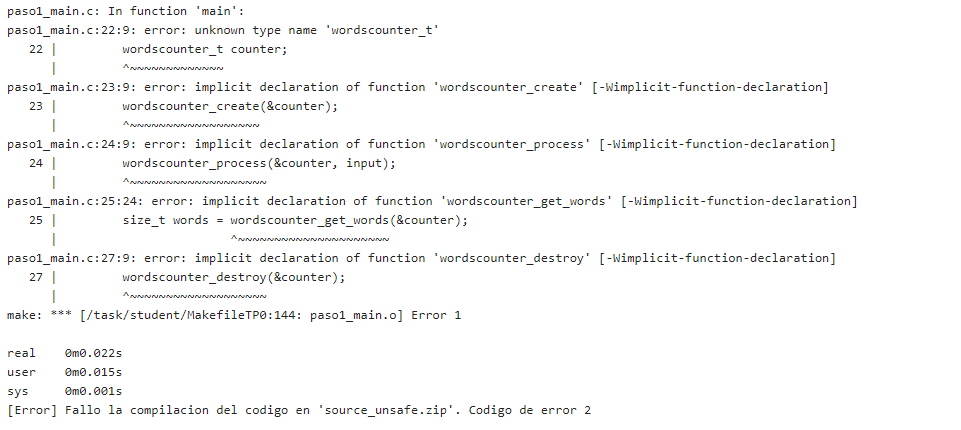 paso1_main.c: In function 'main':
paso1_main.c:22:9: error: unknown type name 'wordscounter_t'
   22 |         wordscounter_t counter;
      |         ^~~~~~~~~~~~~~
paso1_main.c:23:9: error: implicit declaration of function 'wordscounter_create' [-Wimplicit-function-declaration]
   23 |         wordscounter_create(&counter);
      |         ^~~~~~~~~~~~~~~~~~~
paso1_main.c:24:9: error: implicit declaration of function 'wordscounter_process' [-Wimplicit-function-declaration]
   24 |         wordscounter_process(&counter, input);
      |         ^~~~~~~~~~~~~~~~~~~~
paso1_main.c:25:24: error: implicit declaration of function 'wordscounter_get_words' [-Wimplicit-function-declaration]
   25 |         size_t words = wordscounter_get_words(&counter);
      |                        ^~~~~~~~~~~~~~~~~~~~~~
paso1_main.c:27:9: error: implicit declaration of function 'wordscounter_destroy' [-Wimplicit-function-declaration]
   27 |         wordscounter_destroy(&counter);
      |         ^~~~~~~~~~~~~~~~~~~~
make: *** [/task/student/MakefileTP0:144: paso1_main.o] Error 1

real    0m0.022s
user    0m0.015s
sys     0m0.001s
[Error] Fallo la compilacion del codigo en 'source_unsafe.zip'. Codigo de error 2